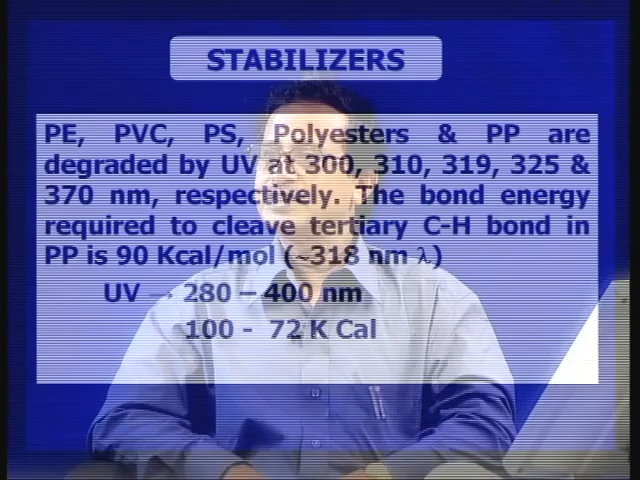 STABILIZERS
PE, PVC, PS, Polyesters & PP are
degraded by UV at 300, 310, 319, 325 &
370 nm, respectively. The bond energy
required to cleave tertiary C-H bond in
PP is 90 Kcal/mol (~318 nm λ)
UV → 280 – 400 nm
100 - 72 K Cal